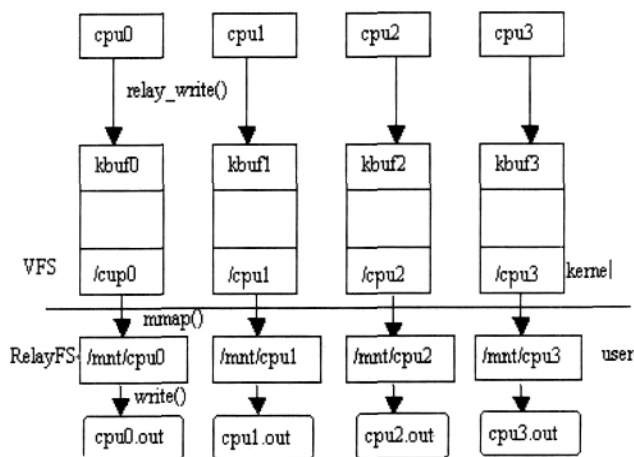 cpu0 cpu1 cpu2 cpu3
relay_write()
kbuf0 kbuf1 kbuf2 kbuf3
VFS /cup0 /cpu1 /cpu2 /cpu3 kernel
mmap()
RelayFS /mnt/cpu0 /mnt/cpu1 /mnt/cpu2 /mnt/cpu3 user
write()
cpu0.out cpu1.out cpu2.out cpu3.out